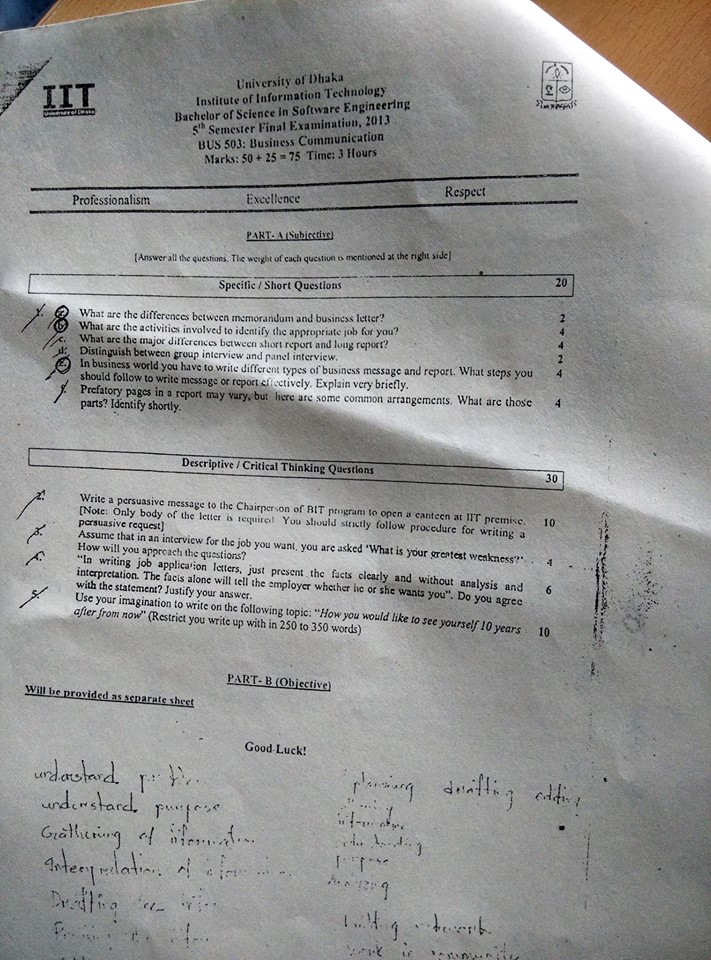 IIT
University of Dhaka
University of Dhaka
Institute of Information Technology
Bachelor of Science in Software Engineering
5th Semester Final Examination, 2013
BUS 503: Business Communication
Marks: 50 + 25 = 75 Time: 3 Hours
Professionalism Excellence Respect
PART- A (Subjective)
[Answer all the questions. The weight of each question is mentioned at the right side]
Specific / Short Questions 20
1. a. What are the differences between memorandum and business letter? 2
b. What are the activities involved to identify the appropriate job for you? 4
c. What are the major differences between short report and long report? 4
d. Distinguish between group interview and panel interview. 2
e. In business world you have to write different types of business message and report. What steps you 4
should follow to write message or report effectively. Explain very briefly.
f. Prefatory pages in a report may vary, but here are some common arrangements. What are those 4
parts? Identify shortly.
Descriptive / Critical Thinking Questions 30
2. Write a persuasive message to the Chairperson of BIT program to open a canteen at IIT premise. 10
[Note: Only body of the letter is required You should strictly follow procedure for writing a
persuasive request]
3. Assume that in an interview for the job you want, you are asked 'What is your greatest weakness?' 4
How will you approach the questions?
4. "In writing job application letters, just present the facts clearly and without analysis and 6
interpretation. The facts alone will tell the employer whether he or she wants you". Do you agree
with the statement? Justify your answer.
5. Use your imagination to write on the following topic: "How you would like to see yourself 10 years 10
after from now" (Restrict you write up with in 250 to 350 words)
PART- B (Objective)
Will be provided as separate sheet
Good Luck!
understand
planning drafting editing
understand purpose
Gathering of information
Interpretation of
purpose
Drafting